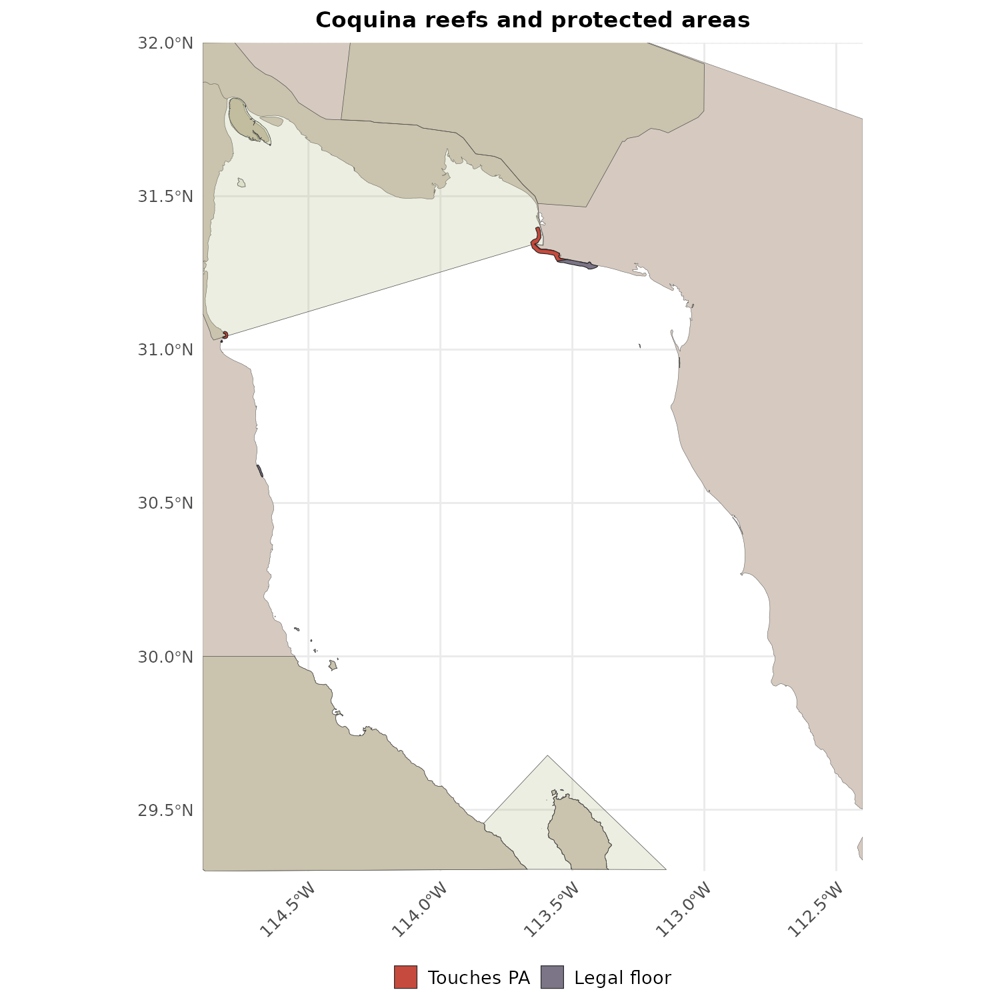 Coquina reefs and protected areas
32.0°N
31.5°N
31.0°N
30.5°N
30.0°N
29.5°N
114.5°W
114.0°W
113.5°W
113.0°W
112.5°W
Touches PA
Legal floor